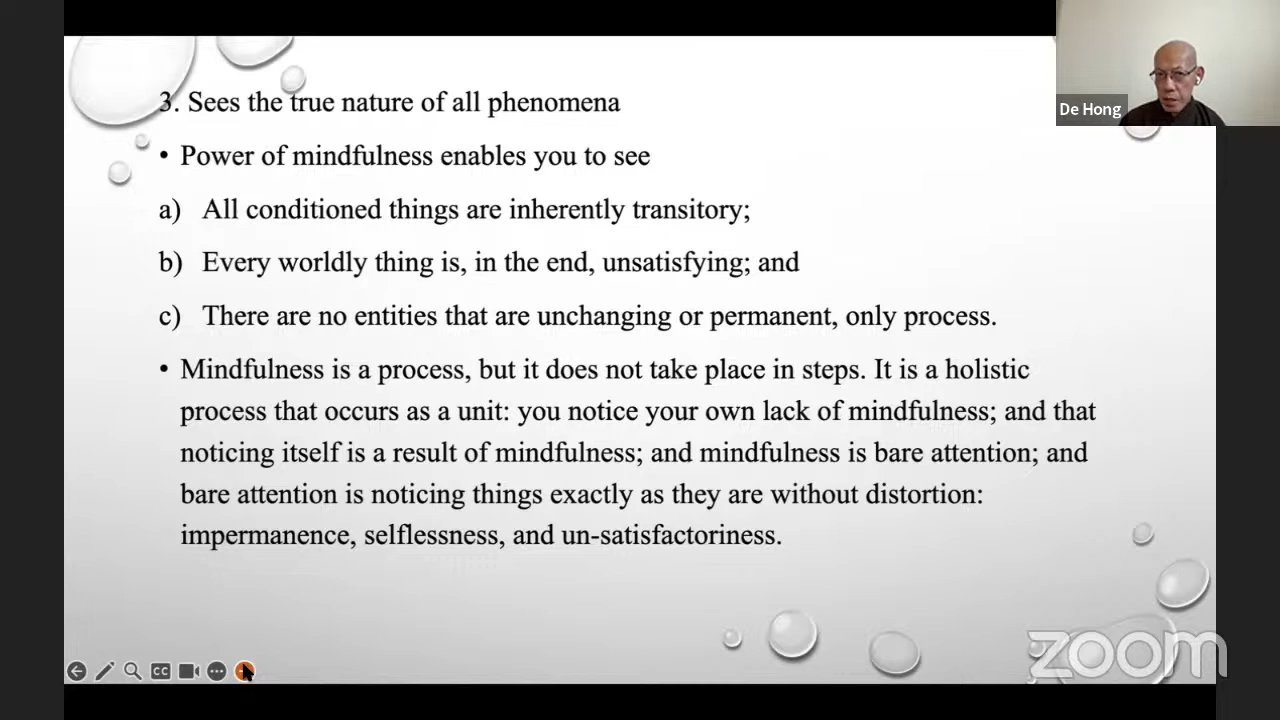 3. Sees the true nature of all phenomena
• Power of mindfulness enables you to see
a) All conditioned things are inherently transitory;
b) Every worldly thing is, in the end, unsatisfying; and
c) There are no entities that are unchanging or permanent, only process.
• Mindfulness is a process, but it does not take place in steps. It is a holistic
process that occurs as a unit: you notice your own lack of mindfulness; and that
noticing itself is a result of mindfulness; and mindfulness is bare attention; and
bare attention is noticing things exactly as they are without distortion:
impermanence, selflessness, and un-satisfactoriness.
De Hong
CC
zoom